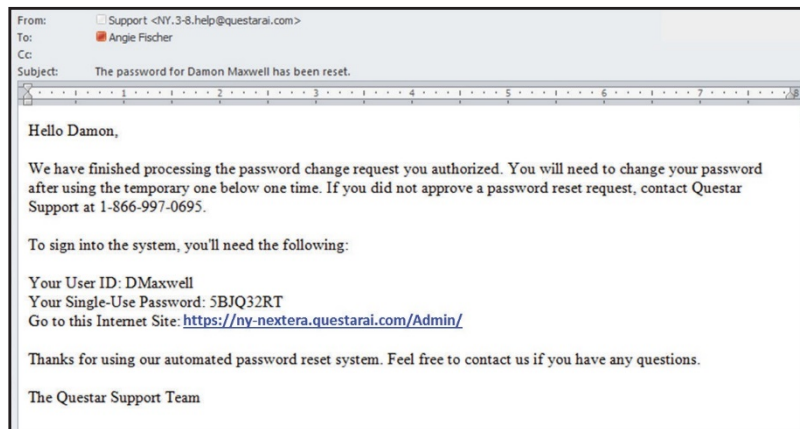 From: Support <NY.3-8.help@questarai.com>
To: Angie Fischer
Cc:
Subject: The password for Damon Maxwell has been reset.
1 2 3 4 5 6 7 8
Hello Damon,
We have finished processing the password change request you authorized. You will need to change your password
after using the temporary one below one time. If you did not approve a password reset request, contact Questar
Support at 1-866-997-0695.
To sign into the system, you'll need the following:
Your User ID: DMaxwell
Your Single-Use Password: 5BJQ32RT
Go to this Internet Site: https://ny-nextera.questarai.com/Admin/
Thanks for using our automated password reset system. Feel free to contact us if you have any questions.
The Questar Support Team